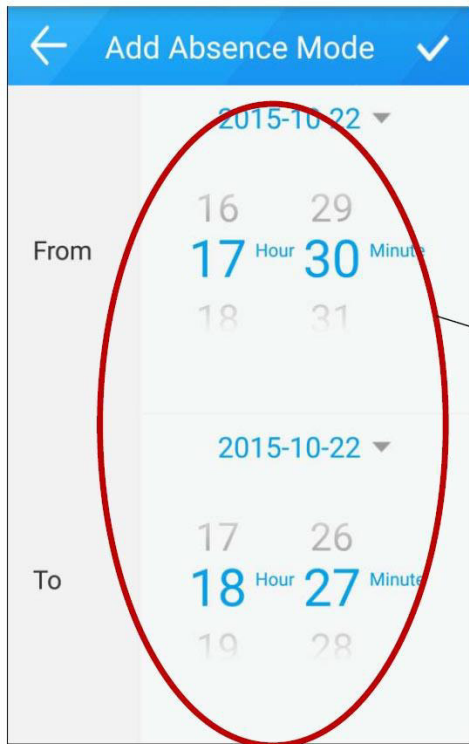 Add Absence Mode
2015-10-22
16 29
From 17 Hour 30 Minute
18 31
2015-10-22
17 26
To 18 Hour 27 Minute
19 28